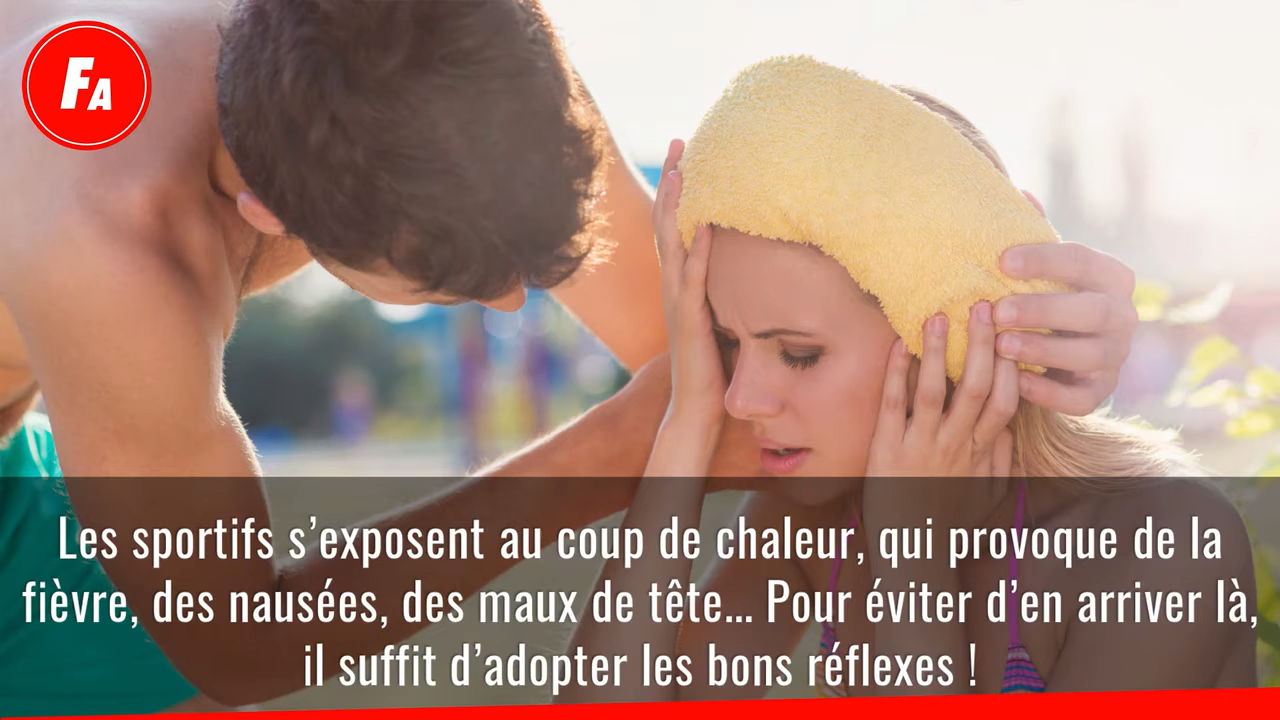 FA
Les sportifs s’exposent au coup de chaleur, qui provoque de la
fièvre, des nausées, des maux de tête... Pour éviter d’en arriver là,
il suffit d’adopter les bons réflexes !